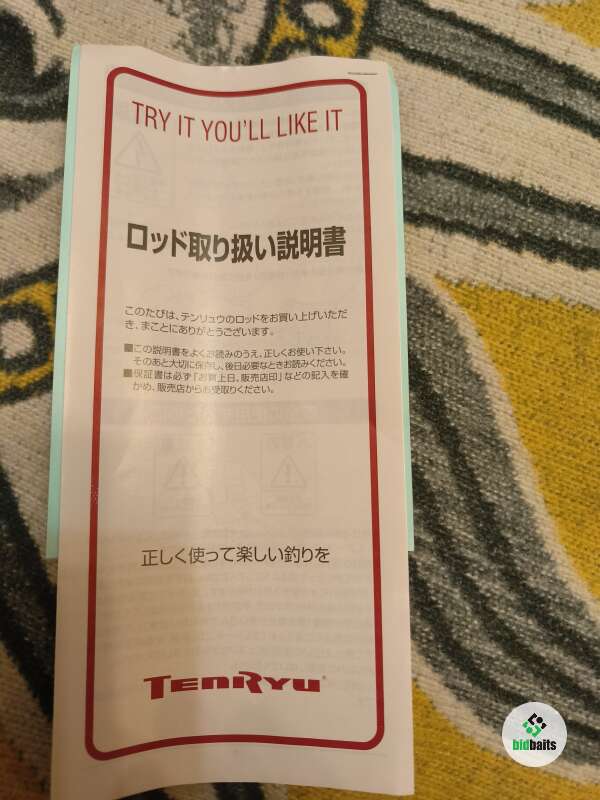 TRY IT YOU'LL LIKE IT
ロッド取り扱い説明書
このたびは、テンリュウのロッドをお買い上げいただ
き、まことにありがとうございます。
■この説明書をよくお読みのうえ、正しくお使い下さい。
そのあと大切に保存し、後日必要なときお読みください。
■保証書は必ず「お買上日、販売店印」などの記入を確
かめ、販売店からお受取りください。
正しく使って楽しい釣りを
TENRYU®
bidbaits